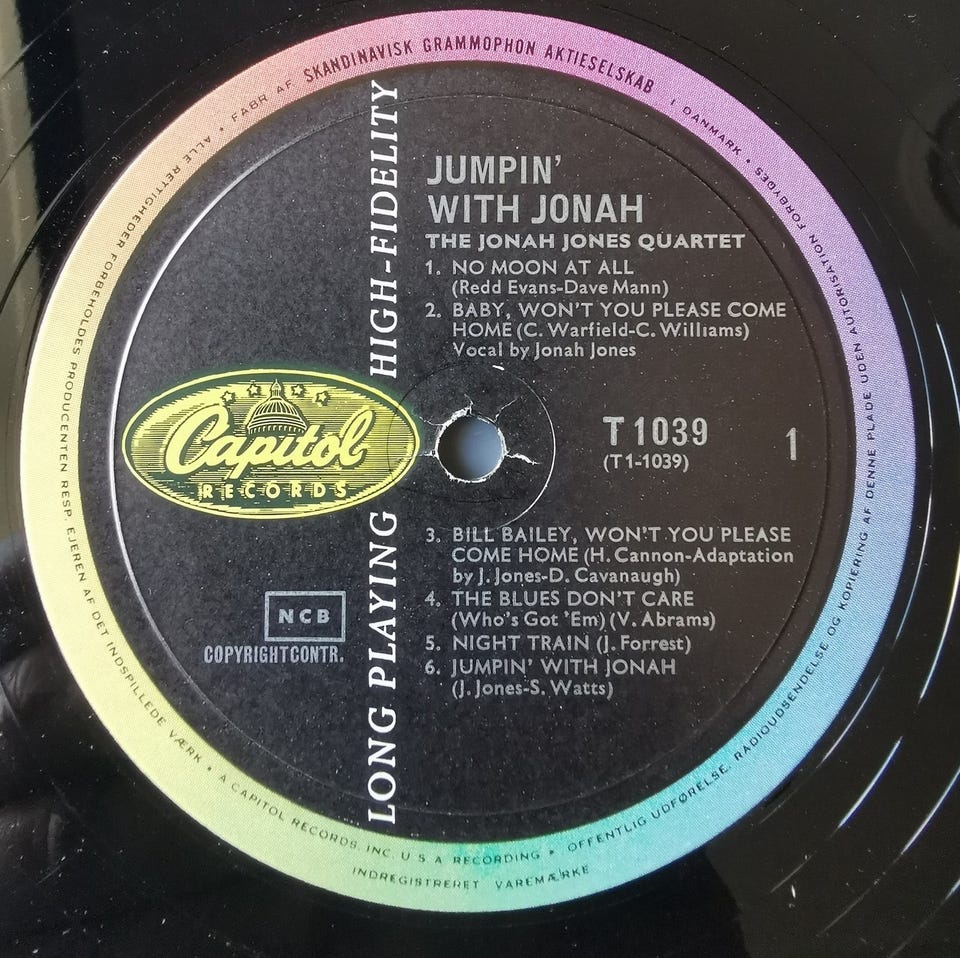 FABR AF SKANDINAVISK GRAMMOPHON AKTIESELSKAB I DANMARK • ALLE RETTIGHEDER FORBEHOLDES PRODUCENTEN RESP. EJEREN AF DET INDSPILLEDE VÆRK •
KOPIERING AF DENNE PLADE UDEN AUTORISATION FORBYDES •
OFFENTLIG UDFØRELSE, RADIOUDSENDELSE OG
A CAPITOL RECORDS, INC. U S A RECORDING •
INDREGISTRERET VAREMÆRKE
LONG PLAYING HIGH-FIDELITY
JUMPIN'
WITH JONAH
THE JONAH JONES QUARTET
1. NO MOON AT ALL
(Redd Evans-Dave Mann)
2. BABY, WON'T YOU PLEASE COME
HOME (C. Warfield-C. Williams)
Vocal by Jonah Jones
Capitol
RECORDS
T 1039
(T1-1039)
1
3. BILL BAILEY, WON'T YOU PLEASE
COME HOME (H. Cannon-Adaptation
by J. Jones-D. Cavanaugh)
4. THE BLUES DON'T CARE
(Who's Got 'Em) (V. Abrams)
5. NIGHT TRAIN (J. Forrest)
6. JUMPIN' WITH JONAH
(J. Jones-S. Watts)
NCB
COPYRIGHTCONTR.